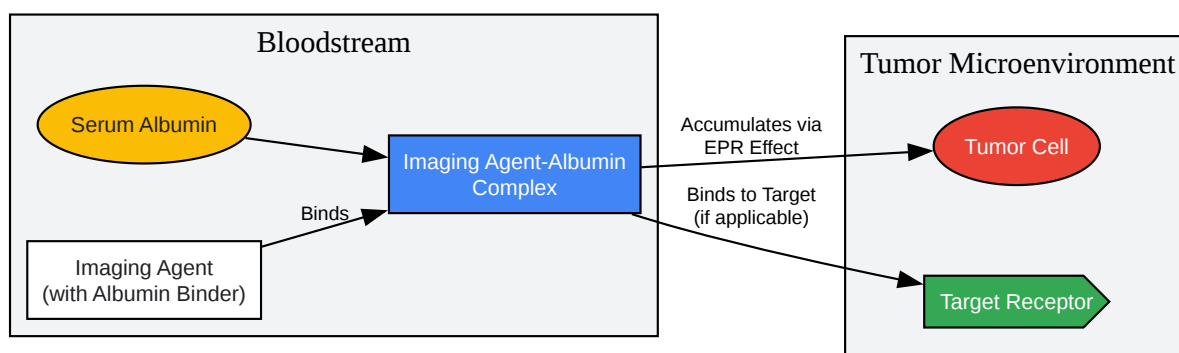 Bloodstream
Serum Albumin
Imaging Agent-Albumin
Complex
Binds
Imaging Agent
(with Albumin Binder)
Accumulates via
EPR Effect
Binds to Target
(if applicable)
Tumor Microenvironment
Tumor Cell
Target Receptor